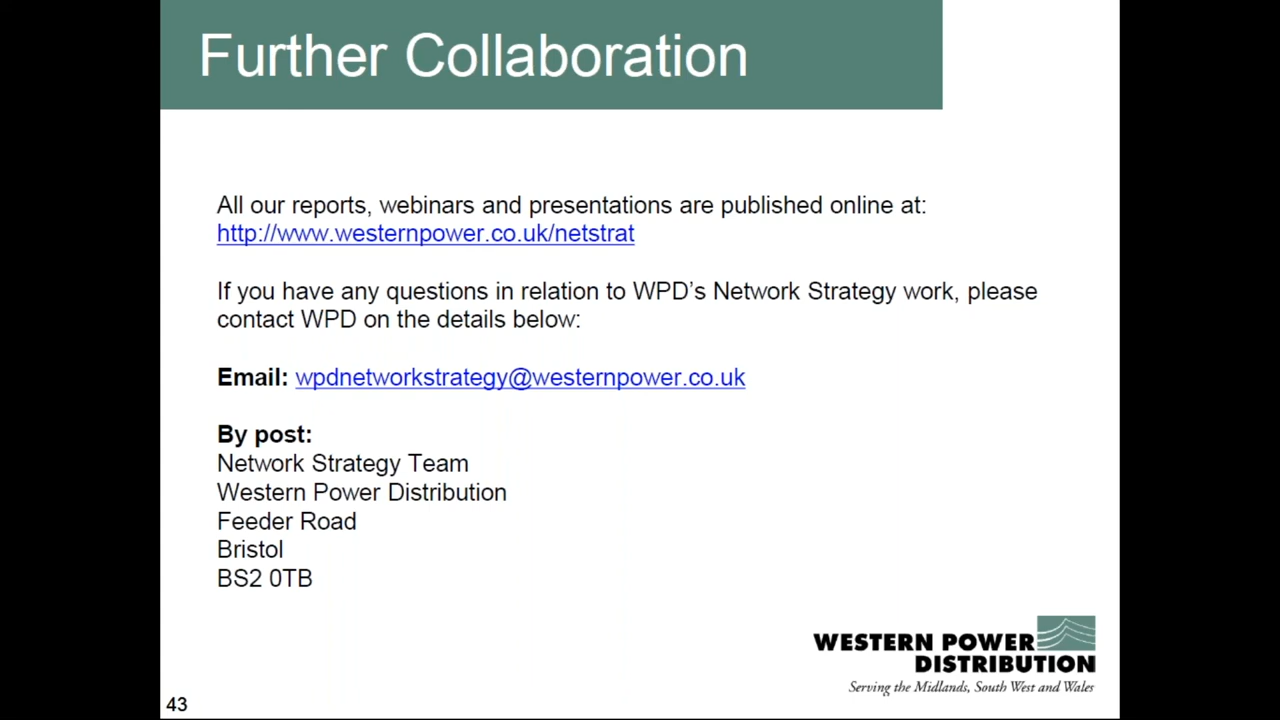 Further Collaboration
All our reports, webinars and presentations are published online at:
http://www.westernpower.co.uk/netstrat
If you have any questions in relation to WPD’s Network Strategy work, please
contact WPD on the details below:
Email: wpdnetworkstrategy@westernpower.co.uk
By post:
Network Strategy Team
Western Power Distribution
Feeder Road
Bristol
BS2 0TB
WESTERN POWER
DISTRIBUTION
Serving the Midlands, South West and Wales
43